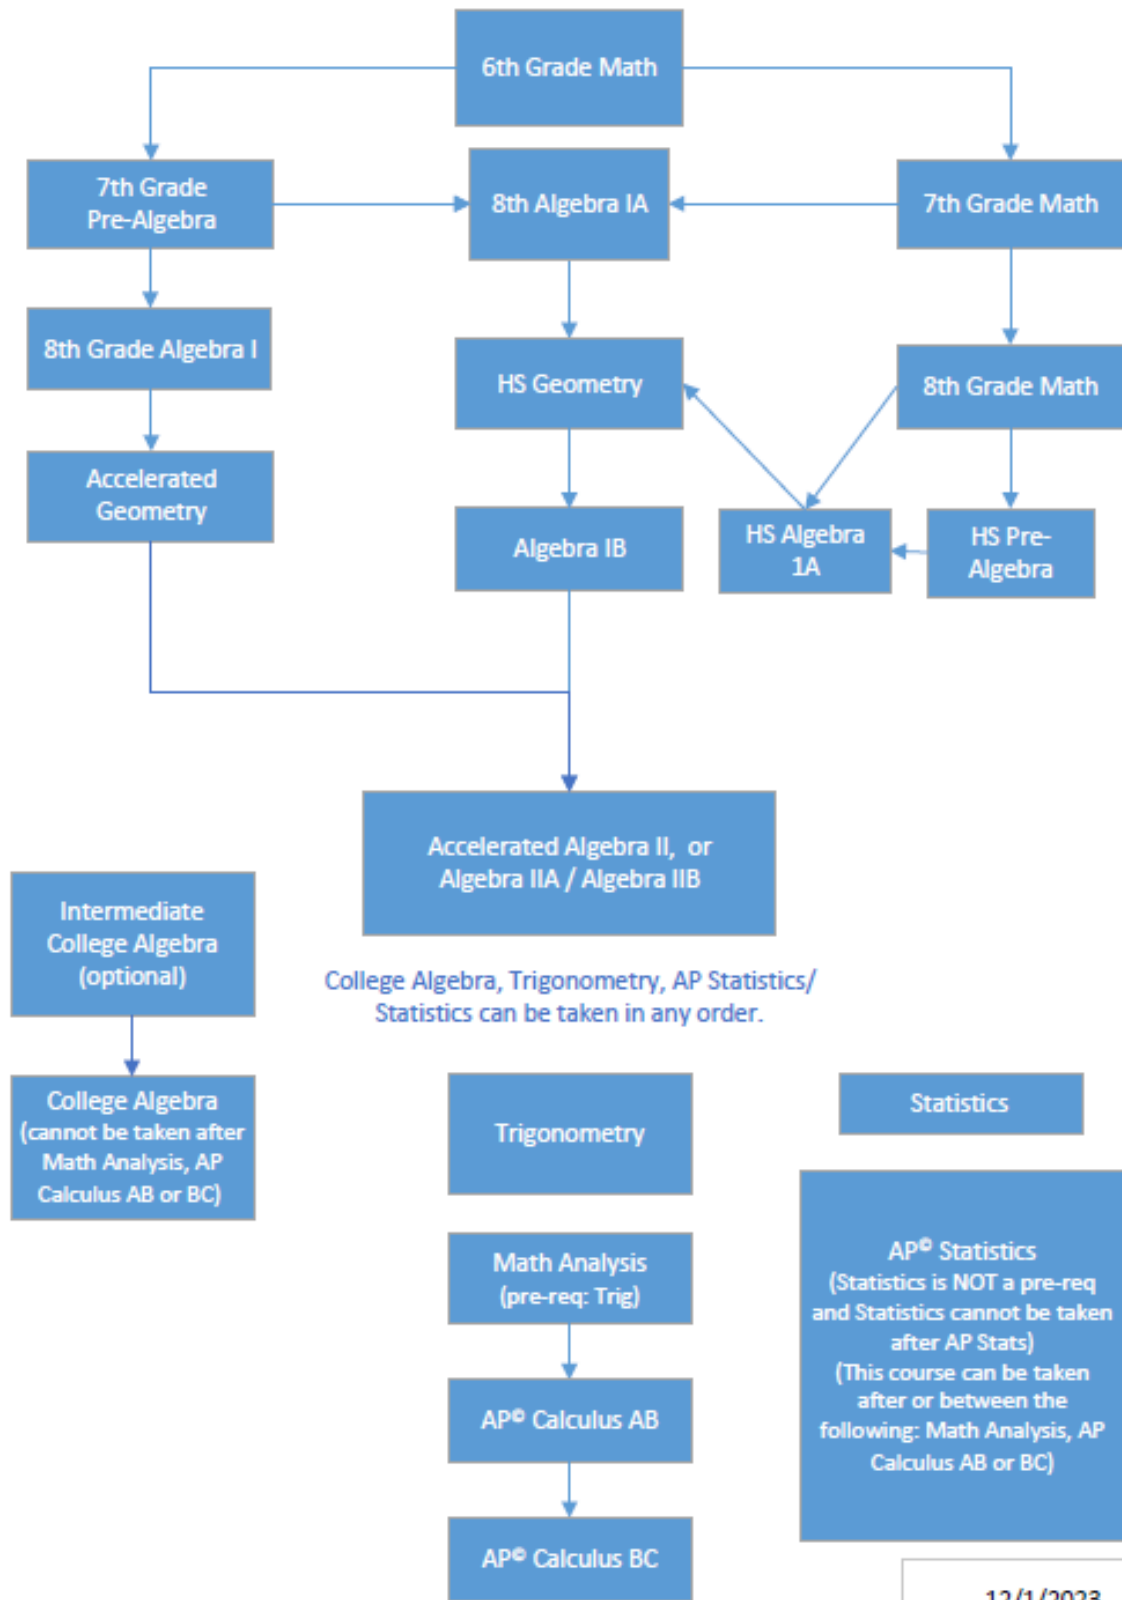 6th Grade Math
7th Grade
Pre-Algebra
8th Algebra IA
7th Grade Math
8th Grade Algebra I
HS Geometry
8th Grade Math
Accelerated
Geometry
Algebra IB
HS Algebra
1A
HS Pre-
Algebra
Accelerated Algebra II, or
Algebra IIA / Algebra IIB
Intermediate
College Algebra
(optional)
College Algebra, Trigonometry, AP Statistics/
Statistics can be taken in any order.
College Algebra
(cannot be taken after
Math Analysis, AP
Calculus AB or BC)
Trigonometry
Statistics
Math Analysis
(pre-req: Trig)
AP© Statistics
(Statistics is NOT a pre-req
and Statistics cannot be taken
after AP Stats)
(This course can be taken
after or between the
following: Math Analysis, AP
Calculus AB or BC)
AP© Calculus AB
AP© Calculus BC
12/1/2023